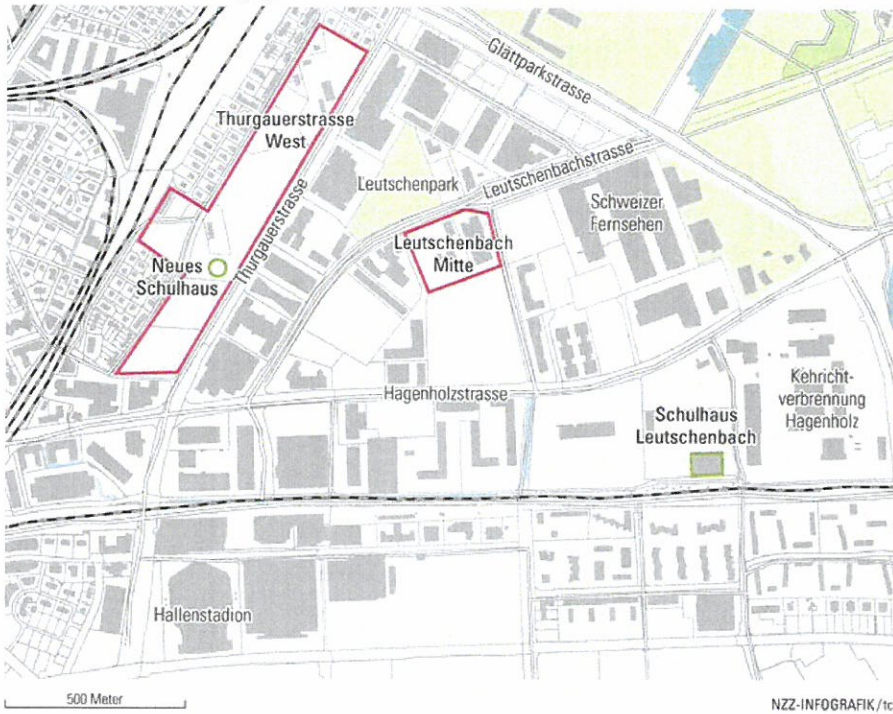 Glattparkstrasse
Thurgauerstrasse
West
Leutschenbachstrasse
Leutschenpark
Schweizer
Fernsehen
Thurgauerstrasse
Leutschenbach
Mitte
Neues
Schulhaus
Hagenholzstrasse
Kehricht-
verbrennung
Hagenholz
Schulhaus
Leutschenbach
Hallenstadion
500 Meter
NZZ-INFOGRAFIK/